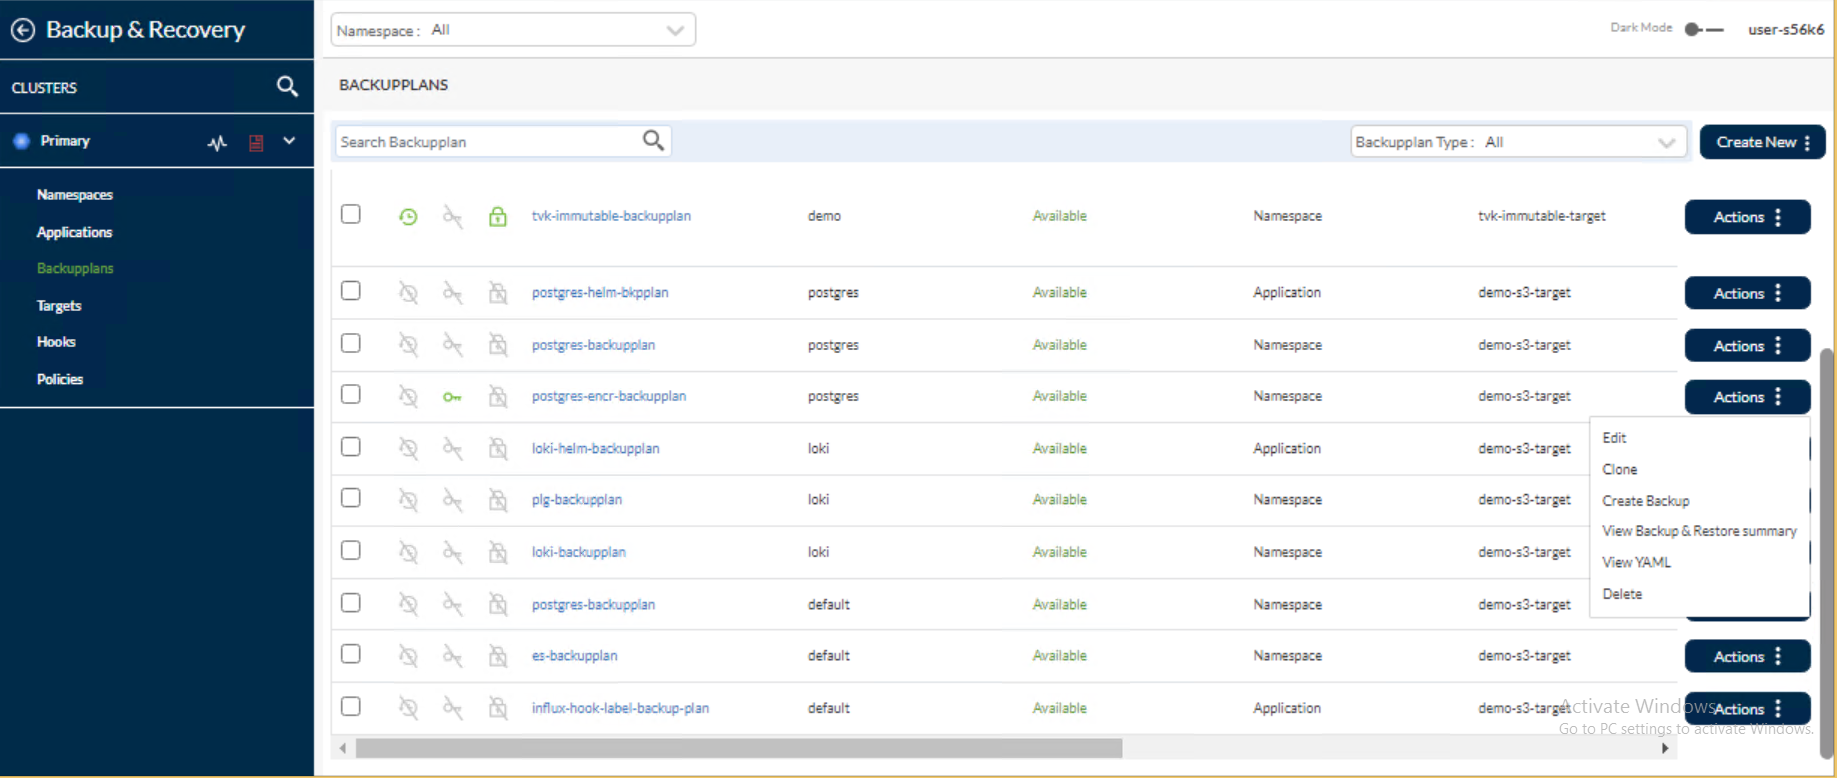 Backup & Recovery
Namespace : All
Dark Mode
user-s56k6
CLUSTERS
BACKUPPLANS
Primary
Search Backupplan
Backupplan Type : All
Create New
Namespaces
Applications
Backupplans
Targets
Hooks
Policies
tvk-immutable-backupplan demo Available Namespace tvk-immutable-target Actions
postgres-helm-bkpplan postgres Available Application demo-s3-target Actions
postgres-backupplan postgres Available Namespace demo-s3-target Actions
postgres-encr-backupplan postgres Available Namespace demo-s3-target Actions
loki-helm-backupplan loki Available Application demo-s3-target
plg-backupplan loki Available Namespace demo-s3-target
loki-backupplan loki Available Namespace demo-s3-target
postgres-backupplan default Available Namespace demo-s3-target
Edit
Clone
Create Backup
View Backup & Restore summary
View YAML
Delete
es-backupplan default Available Namespace demo-s3-target Actions
influx-hook-label-backup-plan default Available Application demo-s3-target Actions
Activate Windows
Go to PC settings to activate Windows.